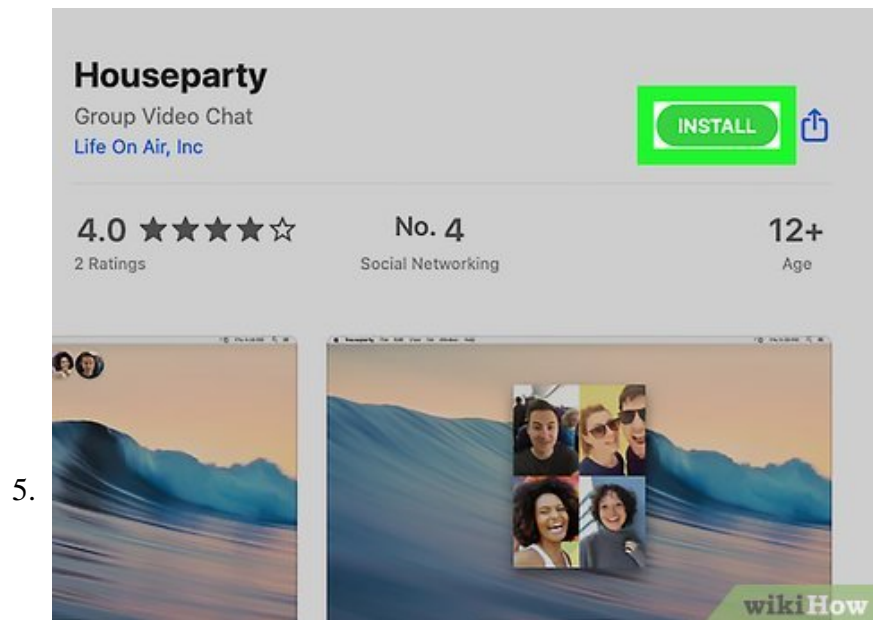 Houseparty
Group Video Chat
Life On Air, Inc
INSTALL
4.0 ★★★★☆
2 Ratings
No. 4
Social Networking
12+
Age
5.
wikiHow